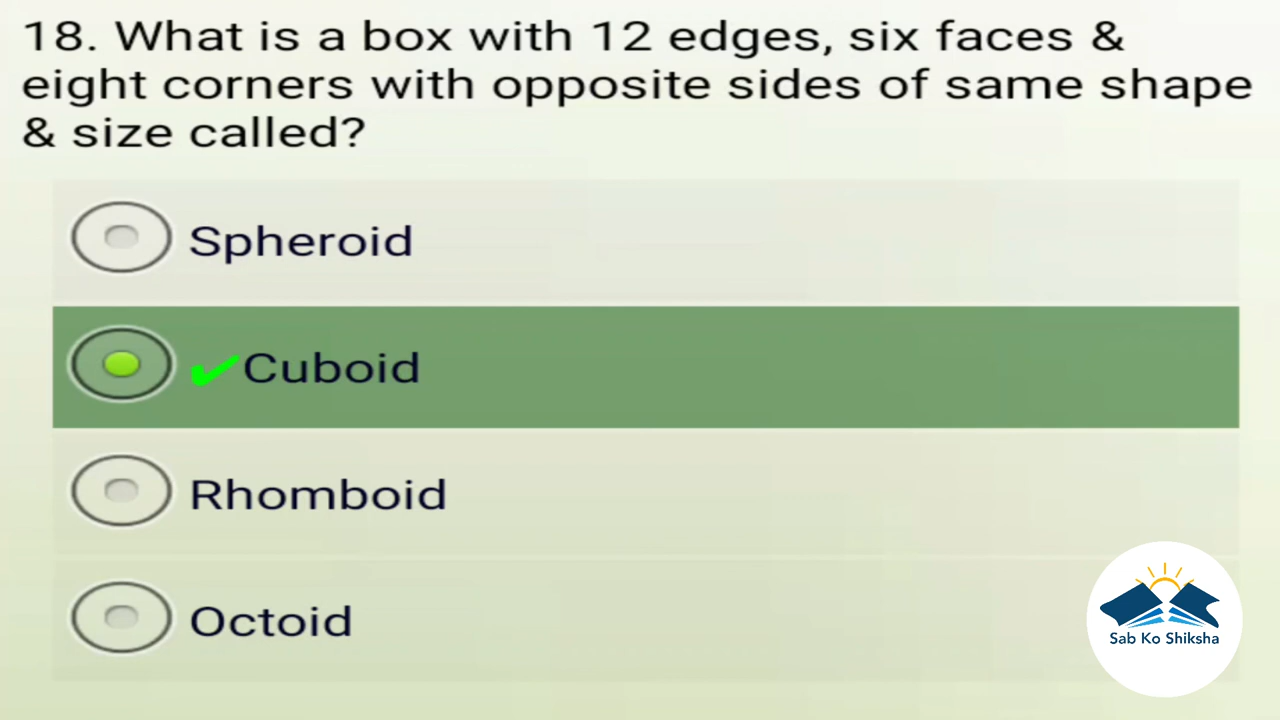 18. What is a box with 12 edges, six faces &
eight corners with opposite sides of same shape
& size called?
Spheroid
✔Cuboid
Rhomboid
Octoid
Sab Ko Shiksha